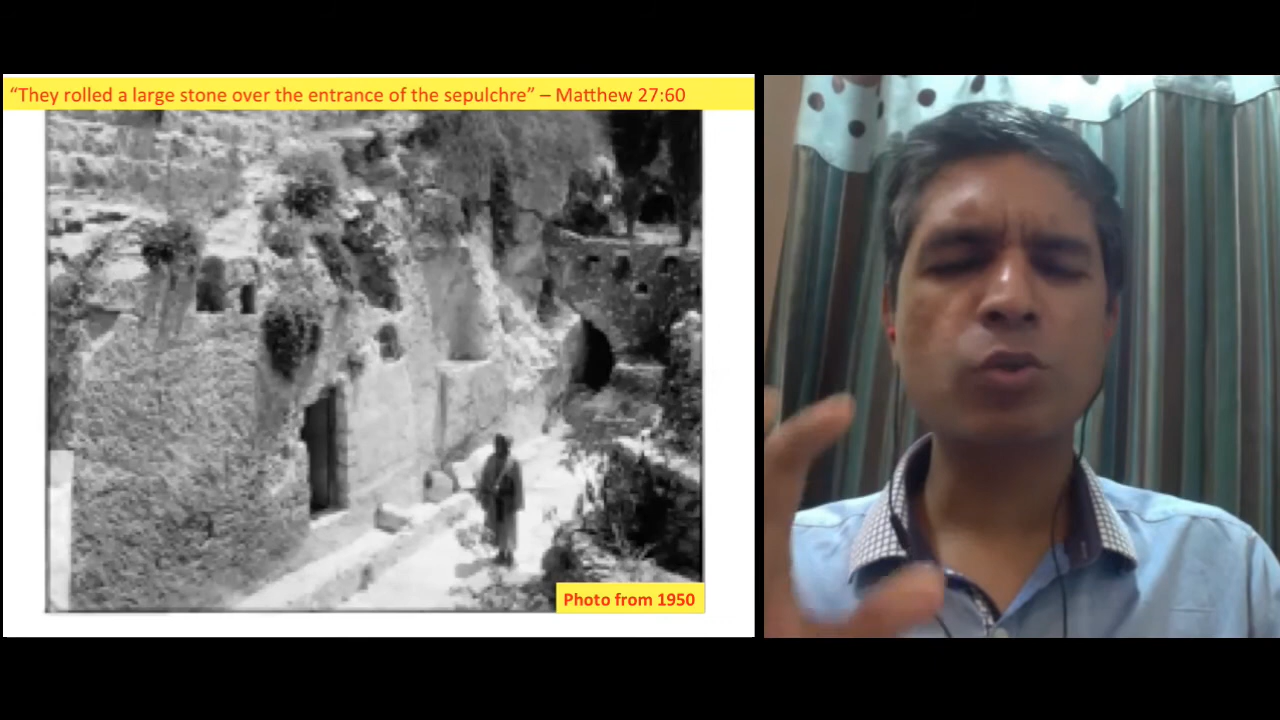 “They rolled a large stone over the entrance of the sepulchre” – Matthew 27:60
Photo from 1950